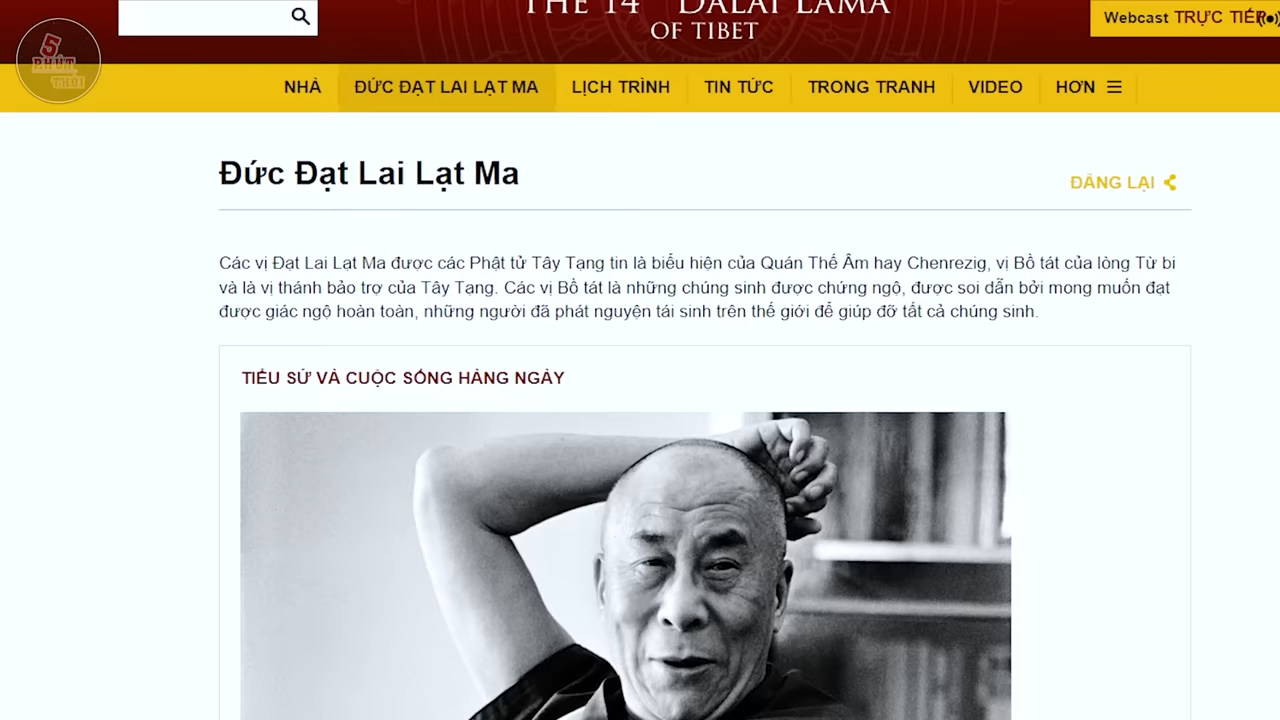 THE 14TH DALAI LAMA
OF TIBET
Webcast TRỰC TIẾP
5
PHÚT
THÔI
NHÀ
ĐỨC ĐẠT LAI LẠT MA
LỊCH TRÌNH
TIN TỨC
TRONG TRANH
VIDEO
HƠN
Đức Đạt Lai Lạt Ma
ĐĂNG LẠI
Các vị Đạt Lai Lạt Ma được các Phật tử Tây Tạng tin là biểu hiện của Quán Thế Âm hay Chenrezig, vị Bồ tát của lòng Từ bi
và là vị thánh bảo trợ của Tây Tạng. Các vị Bồ tát là những chúng sinh được chứng ngộ, được soi dẫn bởi mong muốn đạt
được giác ngộ hoàn toàn, những người đã phát nguyện tái sinh trên thế giới để giúp đỡ tất cả chúng sinh.
TIỂU SỬ VÀ CUỘC SỐNG HÀNG NGÀY